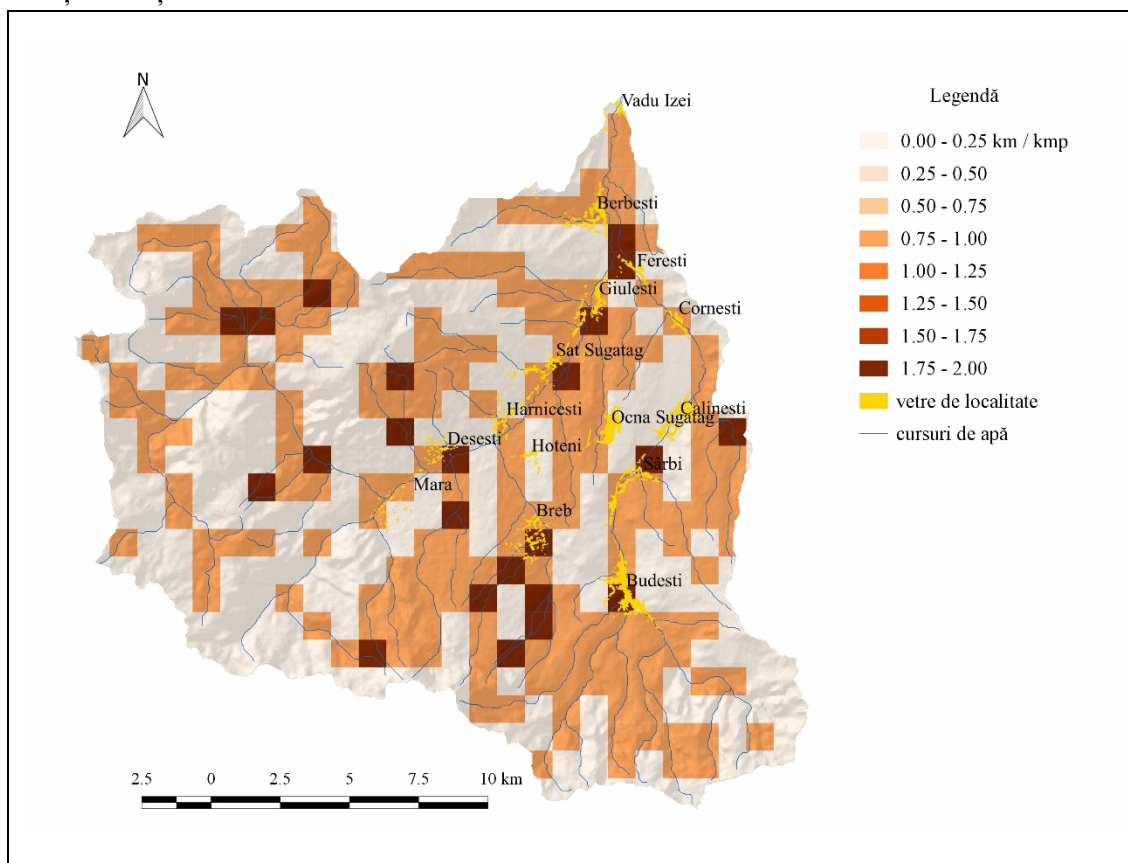 N
Vadu Izei
Berbesti
Feresti
Giulesti
Cornesti
Sat Sugatag
Harnicesti
Calinesti
Ocna Sugatag
Desesti
Hoteni
Sârbi
Mara
Breb
Budesti
Legendă
0.00 - 0.25 km / kmp
0.25 - 0.50
0.50 - 0.75
0.75 - 1.00
1.00 - 1.25
1.25 - 1.50
1.50 - 1.75
1.75 - 2.00
vetre de localitate
cursuri de apă
2.5 0 2.5 5 7.5 10 km